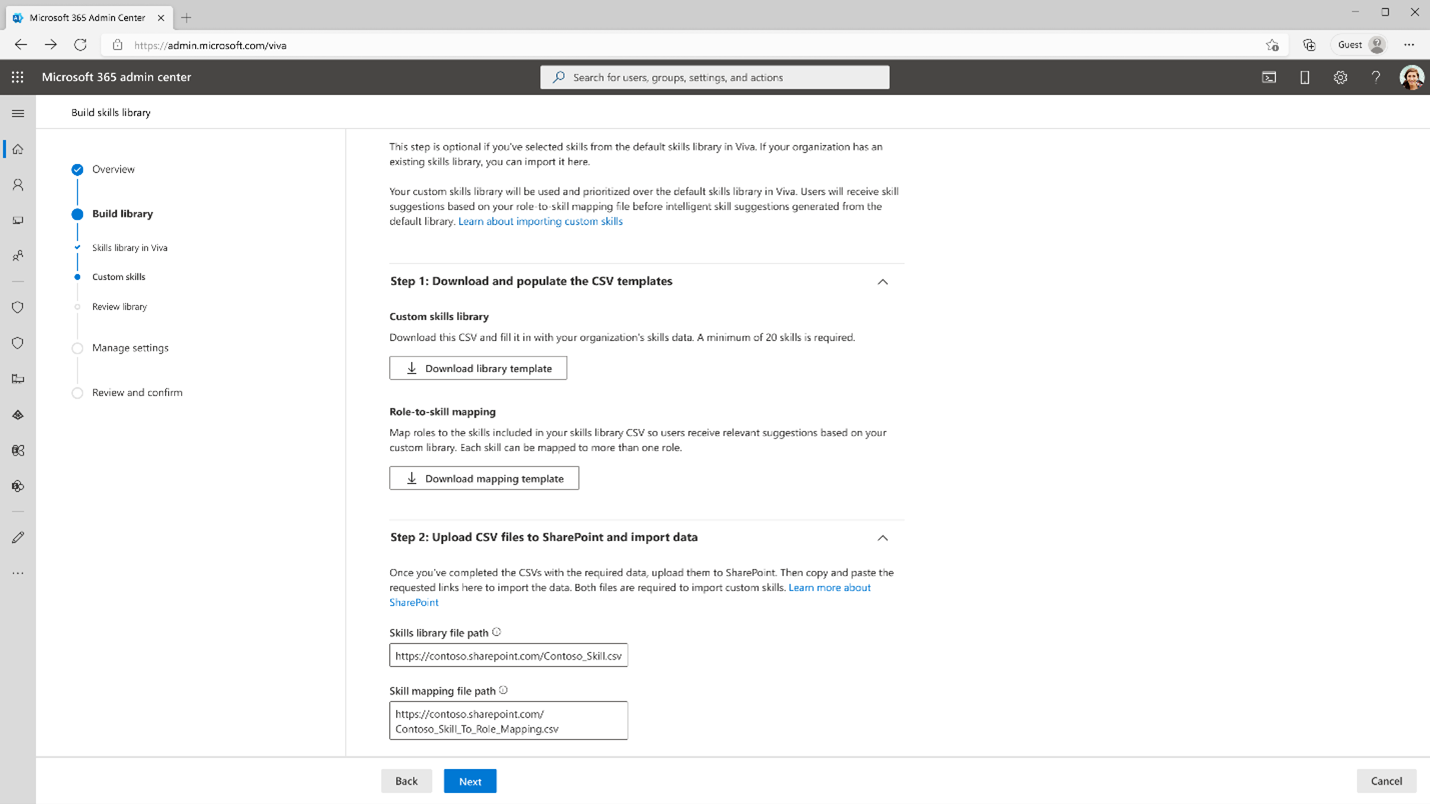 Microsoft 365 Admin Center
https://admin.microsoft.com/viva
Guest
Microsoft 365 admin center
Search for users, groups, settings, and actions
Build skills library
Overview
Build library
Skills library in Viva
Custom skills
Review library
Manage settings
Review and confirm
This step is optional if you've selected skills from the default skills library in Viva. If your organization has an
existing skills library, you can import it here.
Your custom skills library will be used and prioritized over the default skills library in Viva. Users will receive skill
suggestions based on your role-to-skill mapping file before intelligent skill suggestions generated from the
default library. Learn about importing custom skills
Step 1: Download and populate the CSV templates
Custom skills library
Download this CSV and fill it in with your organization's skills data. A minimum of 20 skills is required.
Download library template
Role-to-skill mapping
Map roles to the skills included in your skills library CSV so users receive relevant suggestions based on your
custom library. Each skill can be mapped to more than one role.
Download mapping template
Step 2: Upload CSV files to SharePoint and import data
Once you've completed the CSVs with the required data, upload them to SharePoint. Then copy and paste the
requested links here to import the data. Both files are required to import custom skills. Learn more about
SharePoint
Skills library file path
https://contoso.sharepoint.com/Contoso_Skill.csv
Skill mapping file path
https://contoso.sharepoint.com/
Contoso_Skill_To_Role_Mapping.csv
Back
Next
Cancel